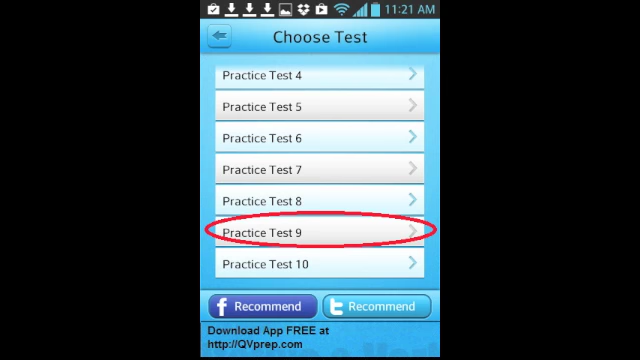 11:21 AM
Choose Test
Practice Test 4
Practice Test 5
Practice Test 6
Practice Test 7
Practice Test 8
Practice Test 9
Practice Test 10
Recommend
Recommend
Download App FREE at
http://QVprep.com